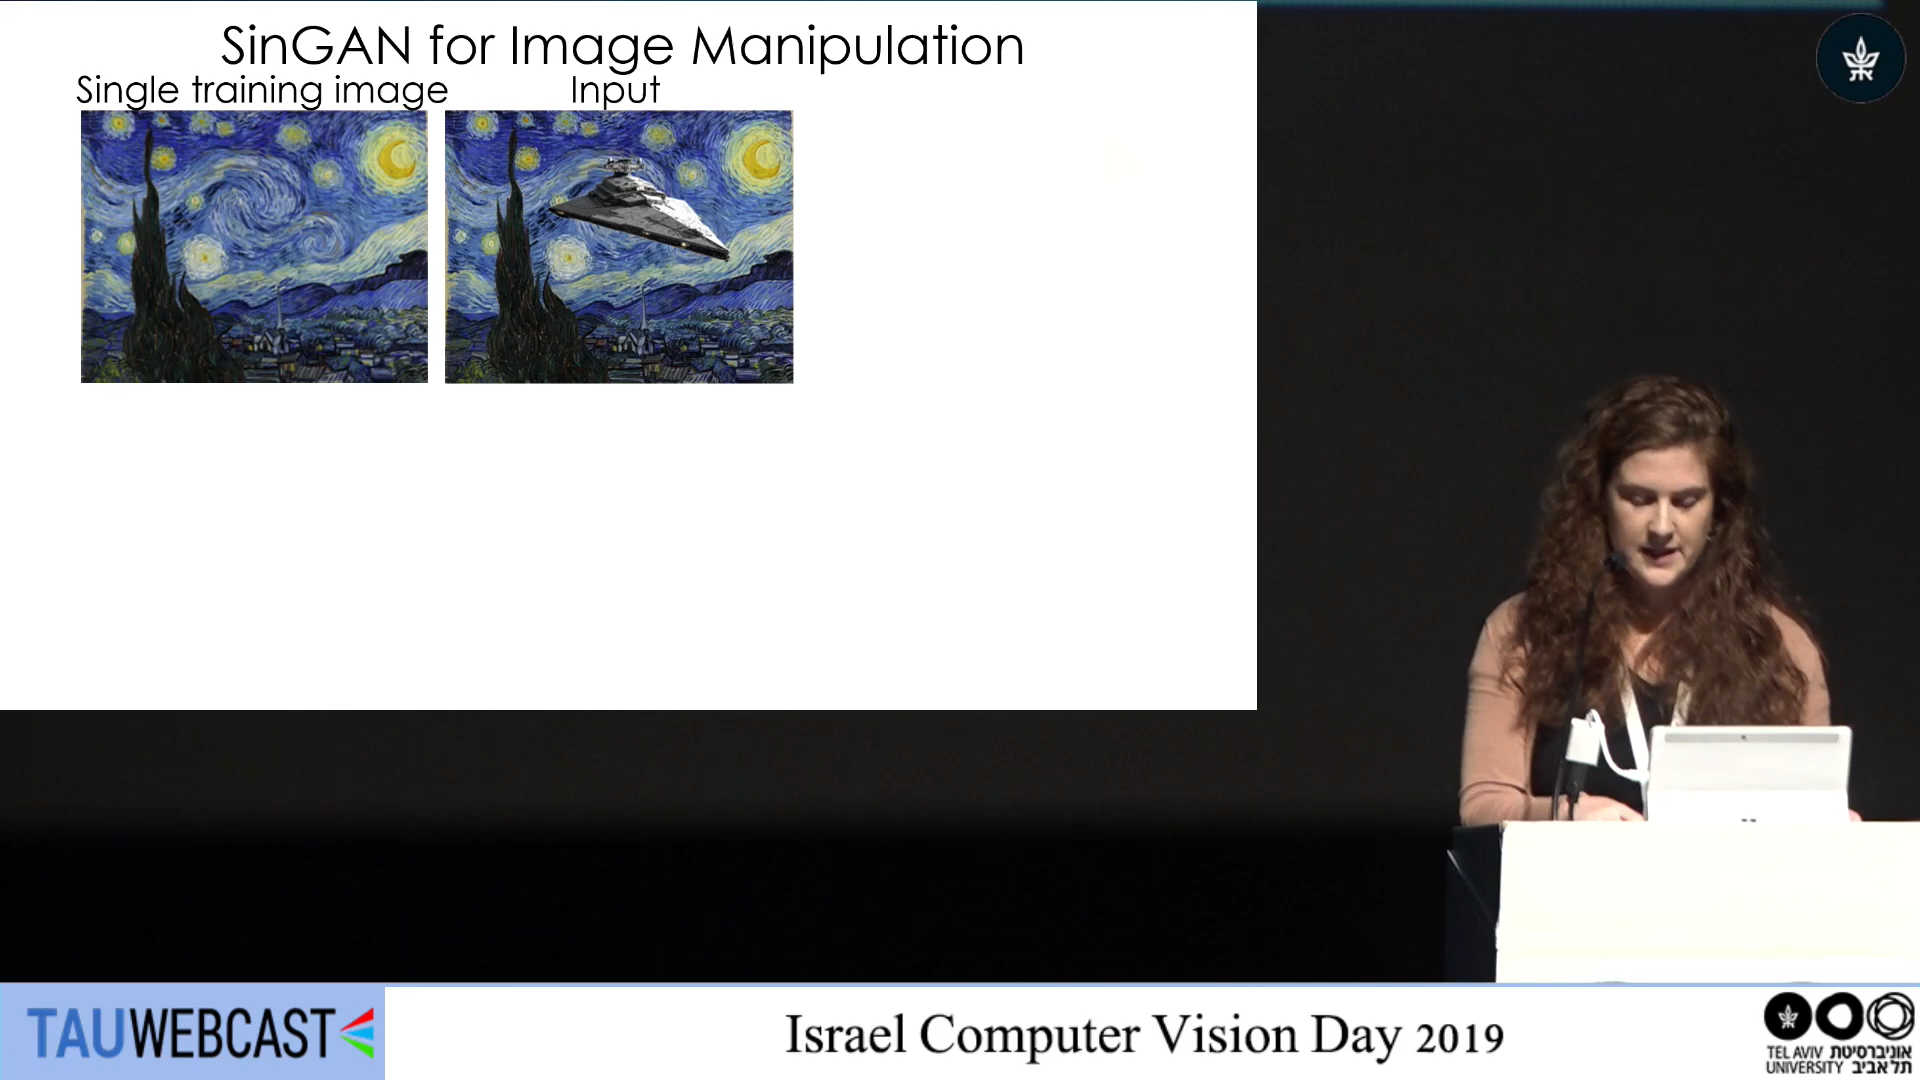 SinGAN for Image Manipulation
Single training image
Input
TAUWEBCAST
Israel Computer Vision Day 2019
TEL AVIV אוניברסיטת
UNIVERSITY תל אביב